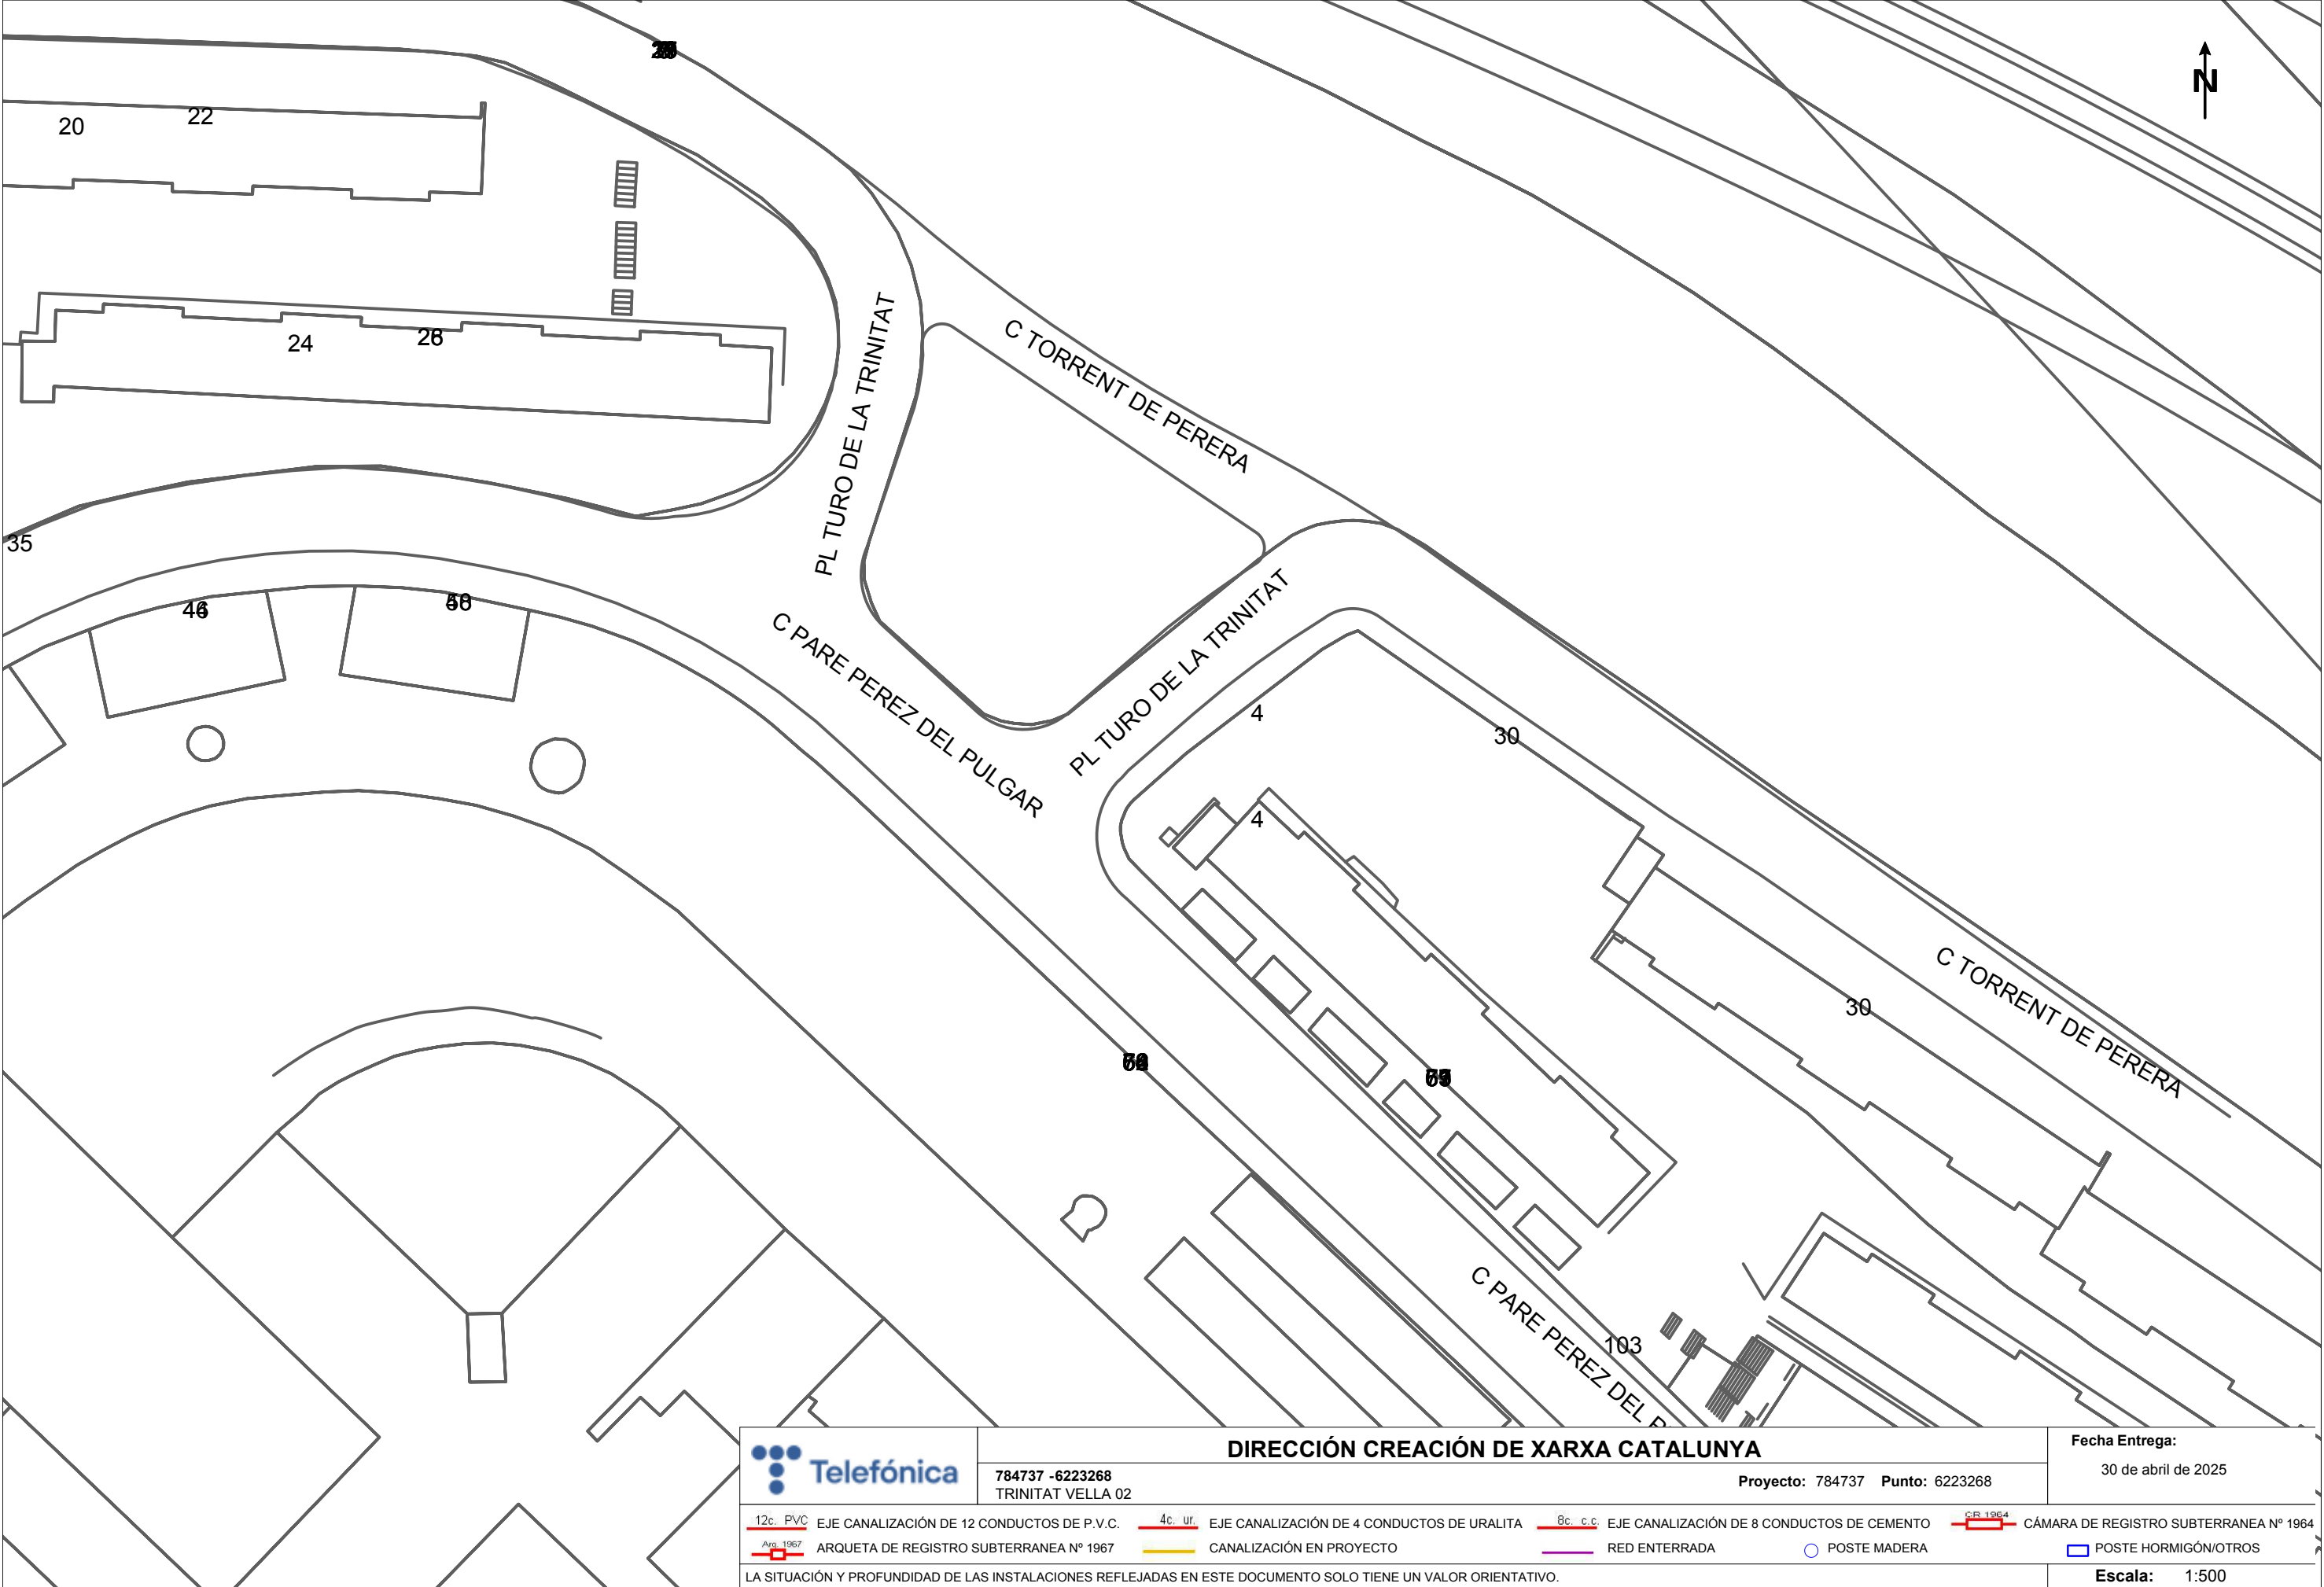 N
20
22
24
35
C TORRENT DE PERERA
PL TURO DE LA TRINITAT
C PARE PEREZ DEL PULGAR
PL TURO DE LA TRINITAT
4
30
4
30
C TORRENT DE PERERA
103
C PARE PEREZ DEL
Telefónica
DIRECCIÓN CREACIÓN DE XARXA CATALUNYA
784737 -6223268
TRINITAT VELLA 02
Proyecto: 784737 Punto: 6223268
Fecha Entrega:
30 de abril de 2025
12c. PVC EJE CANALIZACIÓN DE 12 CONDUCTOS DE P.V.C.
4c. ur. EJE CANALIZACIÓN DE 4 CONDUCTOS DE URALITA
8c. c.c. EJE CANALIZACIÓN DE 8 CONDUCTOS DE CEMENTO
CR 1964 CÁMARA DE REGISTRO SUBTERRANEA Nº 1964
Arq. 1967 ARQUETA DE REGISTRO SUBTERRANEA Nº 1967
CANALIZACIÓN EN PROYECTO
RED ENTERRADA
POSTE MADERA
POSTE HORMIGÓN/OTROS
LA SITUACIÓN Y PROFUNDIDAD DE LAS INSTALACIONES REFLEJADAS EN ESTE DOCUMENTO SOLO TIENE UN VALOR ORIENTATIVO.
Escala: 1:500